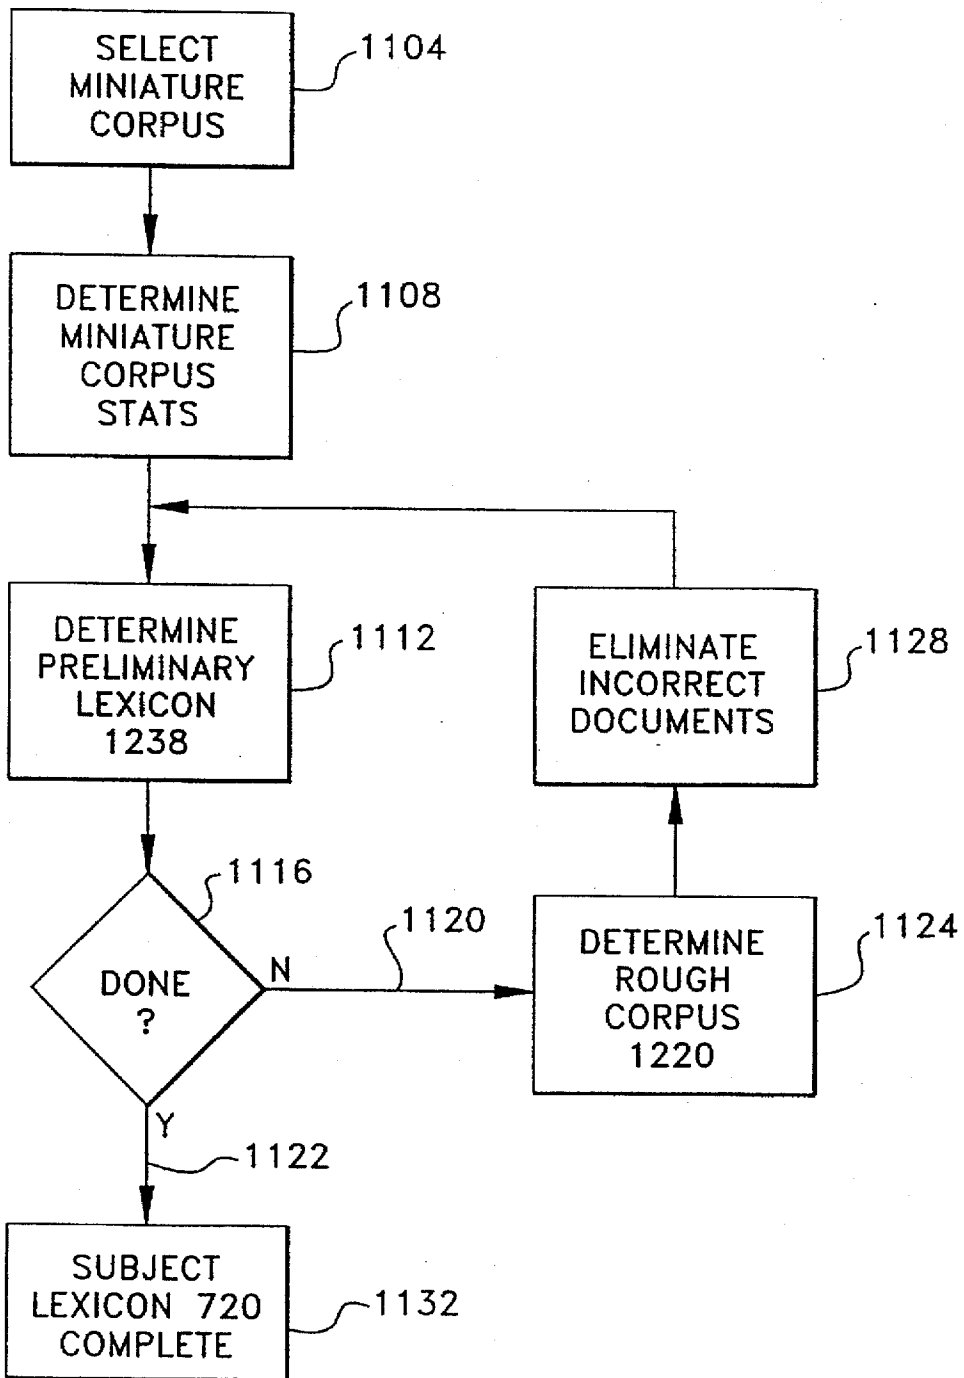 SELECT
MINIATURE
CORPUS
1104
DETERMINE
MINIATURE
CORPUS
STATS
1108
DETERMINE
PRELIMINARY
LEXICON
1238
1112
ELIMINATE
INCORRECT
DOCUMENTS
1128
DONE
?
1116
N
1120
Y
1122
DETERMINE
ROUGH
CORPUS
1220
1124
SUBJECT
LEXICON 720
COMPLETE
1132